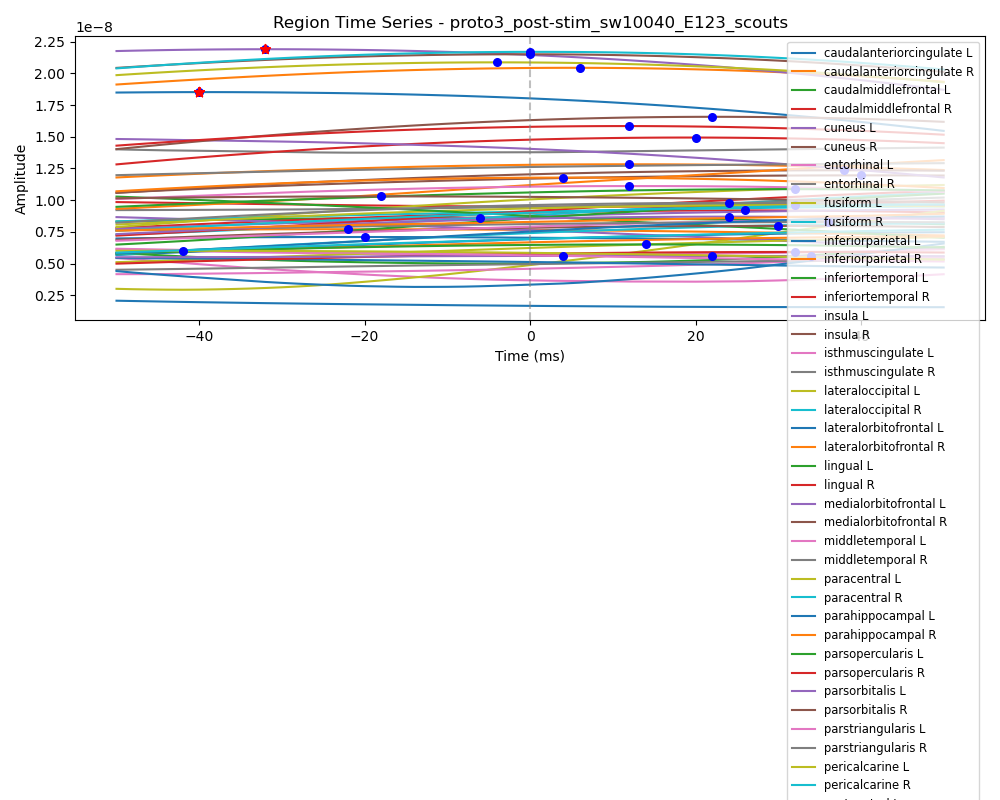 Region Time Series - proto3_post-stim_sw10040_E123_scouts
1e−8
2.25
2.00
1.75
1.50
1.25
1.00
0.75
0.50
0.25
Amplitude
−40
−20
0
20
Time (ms)
caudalanteriorcingulate L
caudalanteriorcingulate R
caudalmiddlefrontal L
caudalmiddlefrontal R
cuneus L
cuneus R
entorhinal L
entorhinal R
fusiform L
fusiform R
inferiorparietal L
inferiorparietal R
inferiortemporal L
inferiortemporal R
insula L
insula R
isthmuscingulate L
isthmuscingulate R
lateraloccipital L
lateraloccipital R
lateralorbitofrontal L
lateralorbitofrontal R
lingual L
lingual R
medialorbitofrontal L
medialorbitofrontal R
middletemporal L
middletemporal R
paracentral L
paracentral R
parahippocampal L
parahippocampal R
parsopercularis L
parsopercularis R
parsorbitalis L
parsorbitalis R
parstriangularis L
parstriangularis R
pericalcarine L
pericalcarine R